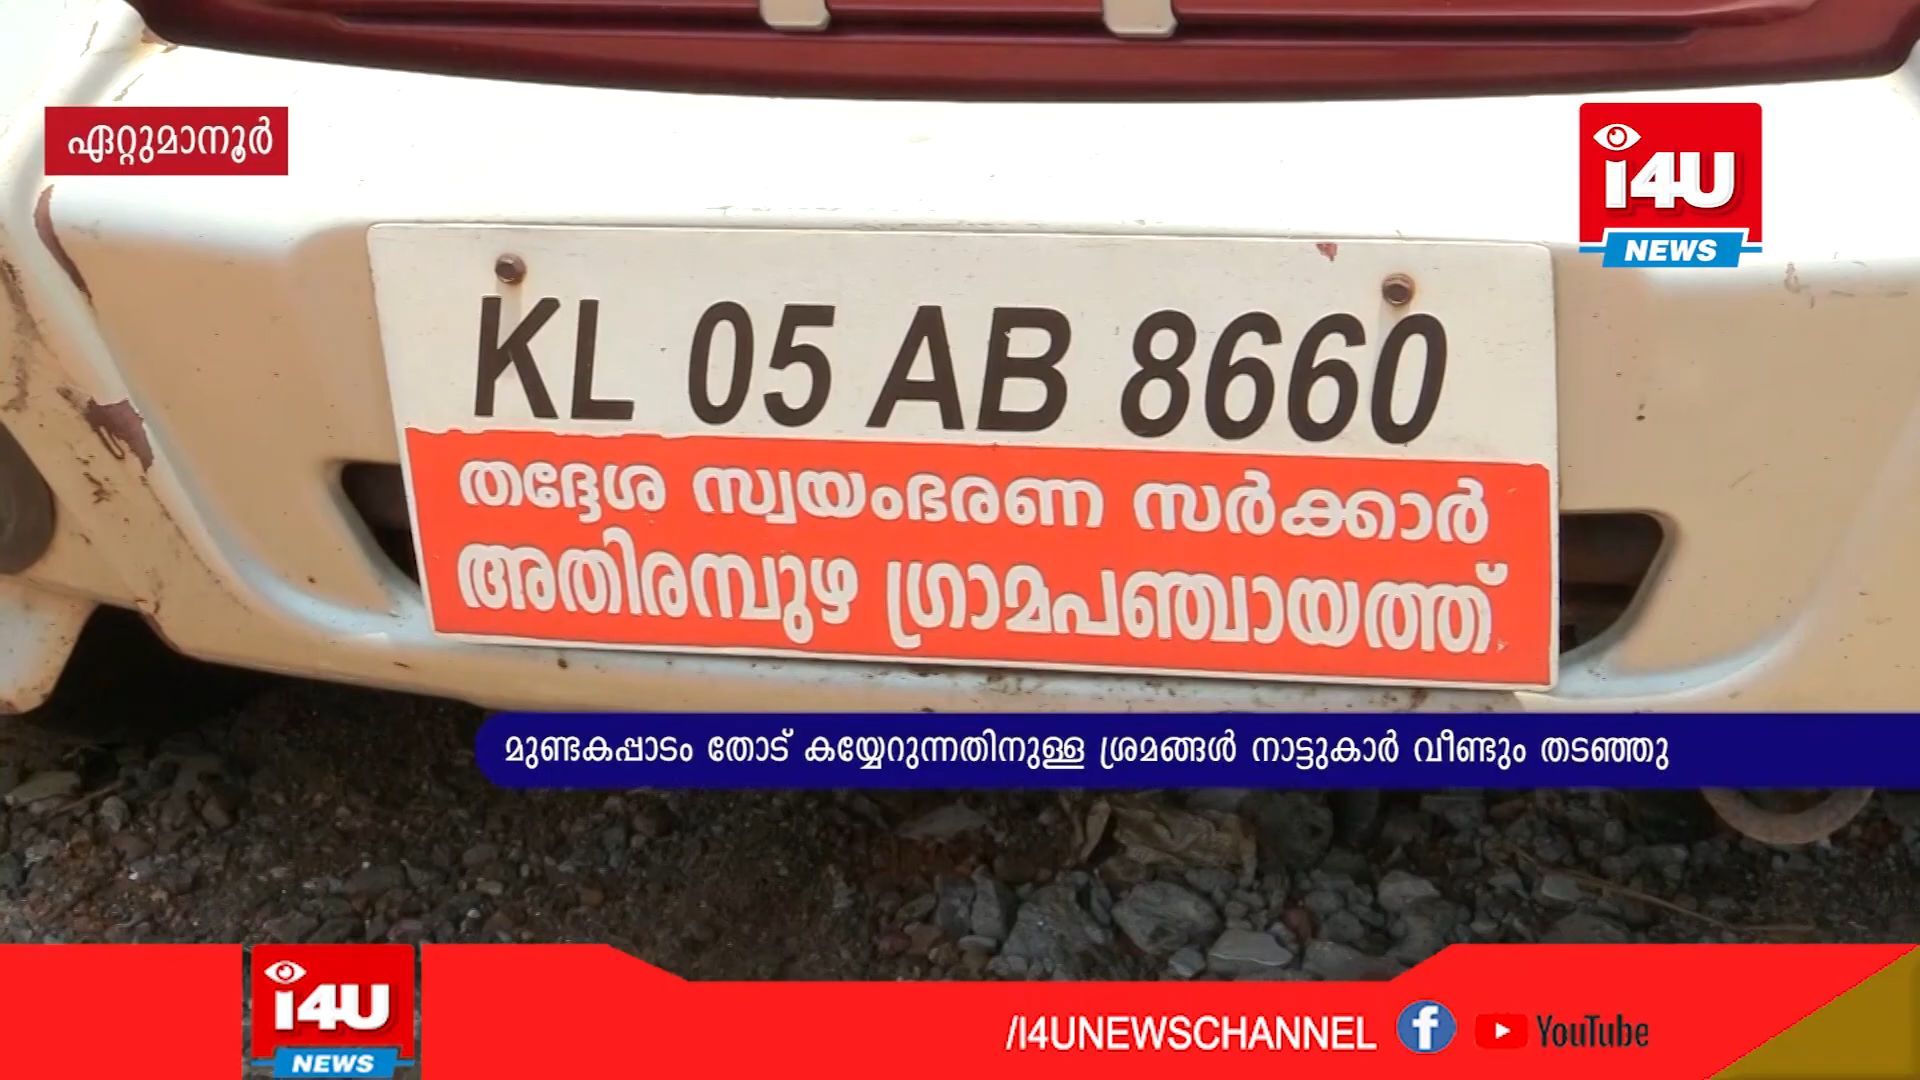 ഏറ്റുമാനൂർ
i4U
NEWS
KL 05 AB 8660
തദ്ദേശ സ്വയംഭരണ സർക്കാർ
അതിരമ്പുഴ ഗ്രാമപഞ്ചായത്ത്
മുണ്ടകപ്പാടം തോട് കയ്യേറുന്നതിനുള്ള ശ്രമങ്ങൾ നാട്ടുകാർ വീണ്ടും തടഞ്ഞു
i4U
NEWS
/I4UNEWSCHANNEL f YouTube